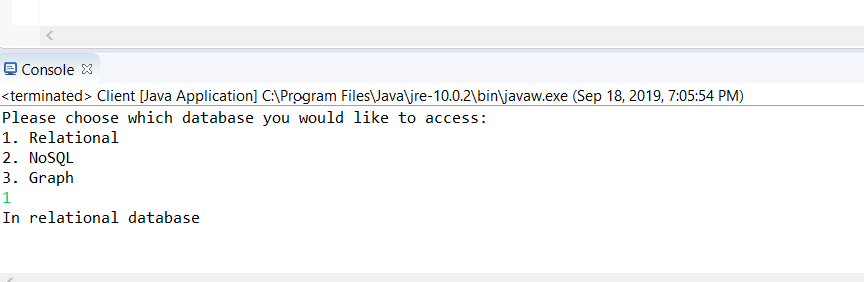 Console
<terminated> Client [Java Application] C:\Program Files\Java\jre-10.0.2\bin\javaw.exe (Sep 18, 2019, 7:05:54 PM)
Please choose which database you would like to access:
1. Relational
2. NoSQL
3. Graph
1
In relational database